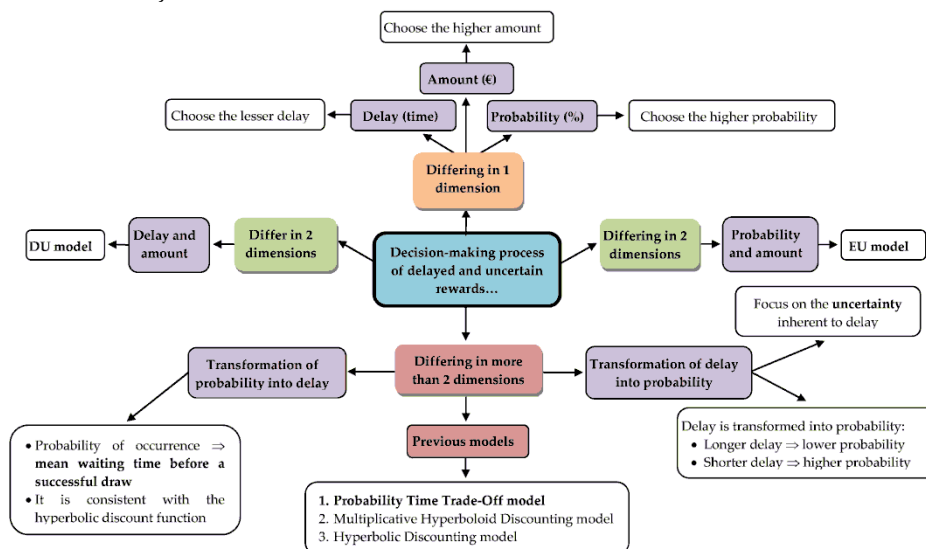 Choose the higher amount
Amount (€)
Choose the lesser delay
Delay (time)
Probability (%)
Choose the higher probability
Differing in 1
dimension
DU model
Delay and
amount
Differ in 2
dimensions
Decision-making process
of delayed and uncertain
rewards…
Differing in 2
dimensions
Probability
and amount
EU model
Focus on the uncertainty
inherent to delay
Transformation of
probability into delay
Differing in more
than 2 dimensions
Transformation of delay
into probability
• Probability of occurrence ⇒
mean waiting time before a
successful draw
• It is consistent with the
hyperbolic discount function
Previous models
Delay is transformed into probability:
• Longer delay ⇒ lower probability
• Shorter delay ⇒ higher probability
1. Probability Time Trade-Off model
2. Multiplicative Hyperboloid Discounting model
3. Hyperbolic Discounting model